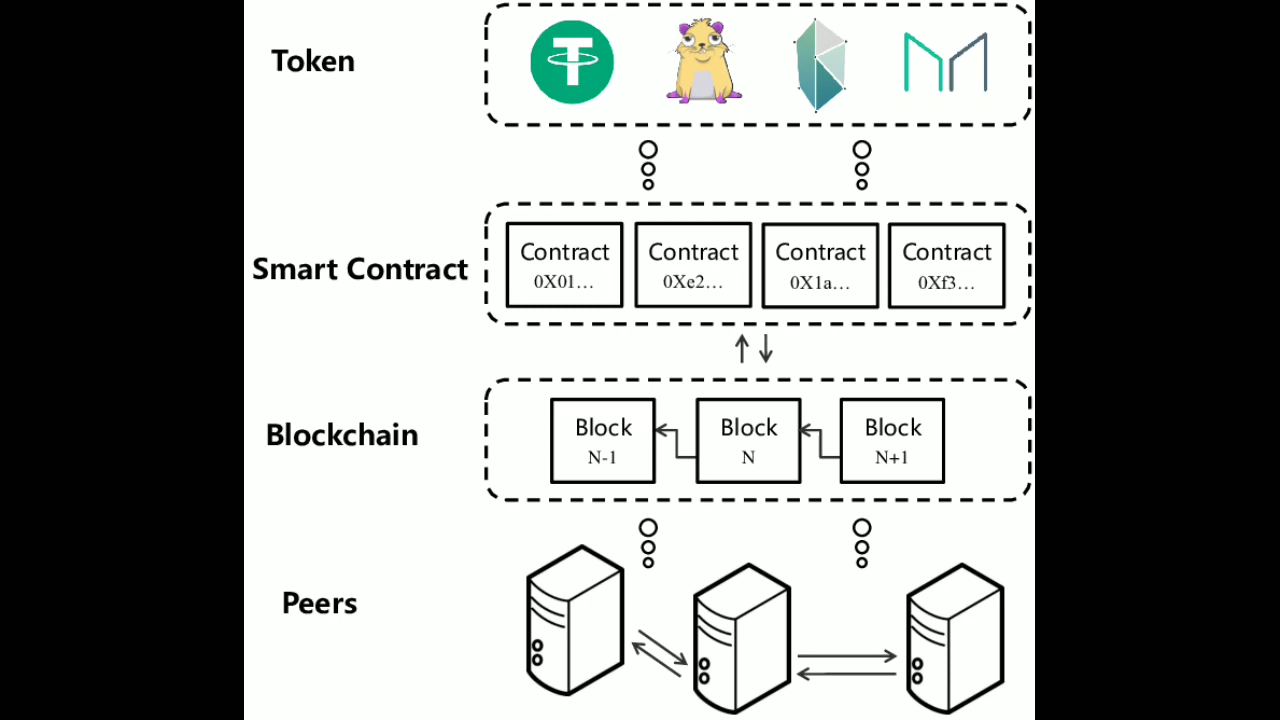 Token
Smart Contract
Contract
0X01...
Contract
0Xe2...
Contract
0X1a...
Contract
0Xf3...
Blockchain
Block
N-1
Block
N
Block
N+1
Peers